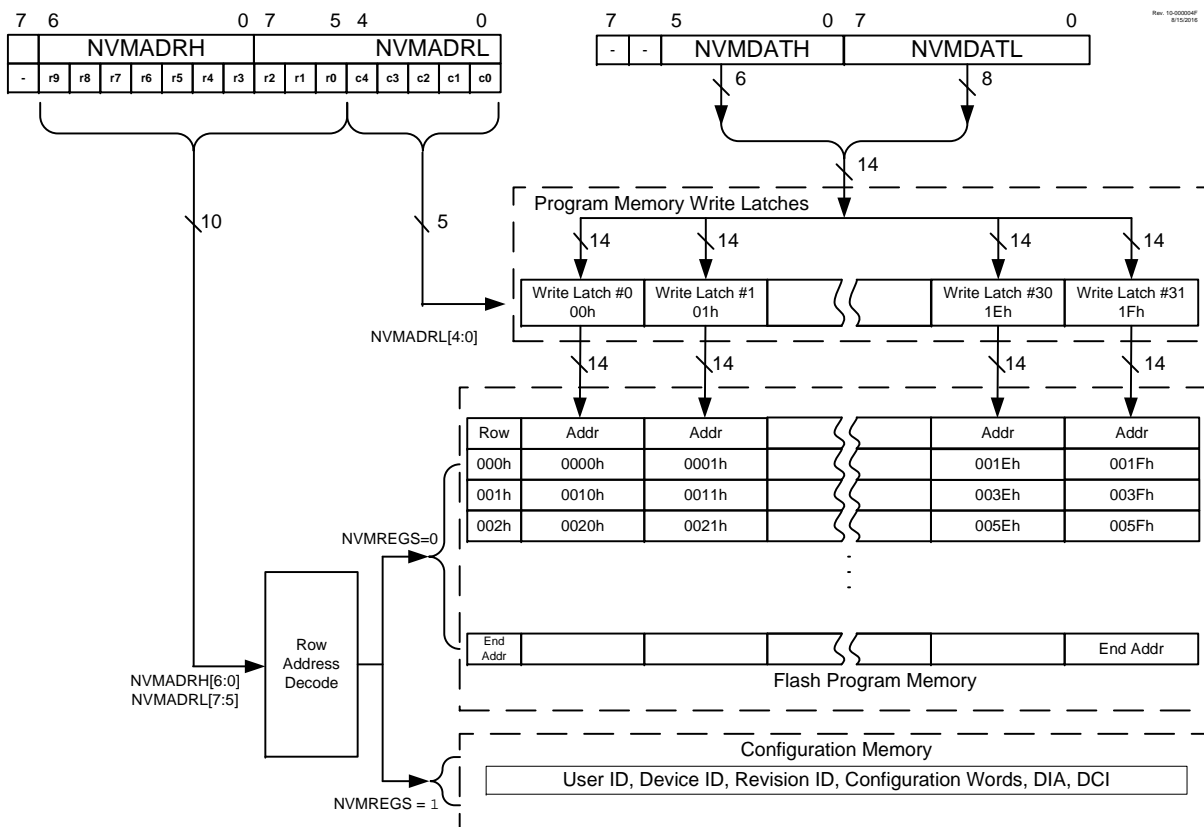 Rev. 10-000004F
8/15/2016
7 6 0 7 5 4 0
NVMADRH NVMADRL
- r9 r8 r7 r6 r5 r4 r3 r2 r1 r0 c4 c3 c2 c1 c0
7 5 0 7 0
- - NVMDATH NVMDATL
6 8
14
10
5
Program Memory Write Latches
14 14 14 14
Write Latch #0 Write Latch #1 Write Latch #30 Write Latch #31
00h 01h 1Eh 1Fh
NVMADRL[4:0]
14 14 14 14
Row Addr Addr Addr Addr
000h 0000h 0001h 001Eh 001Fh
001h 0010h 0011h 003Eh 003Fh
002h 0020h 0021h 005Eh 005Fh
NVMREGS=0
End
Addr
End Addr
Flash Program Memory
Row
Address
Decode
NVMADRH[6:0]
NVMADRL[7:5]
Configuration Memory
User ID, Device ID, Revision ID, Configuration Words, DIA, DCI
NVMREGS = 1